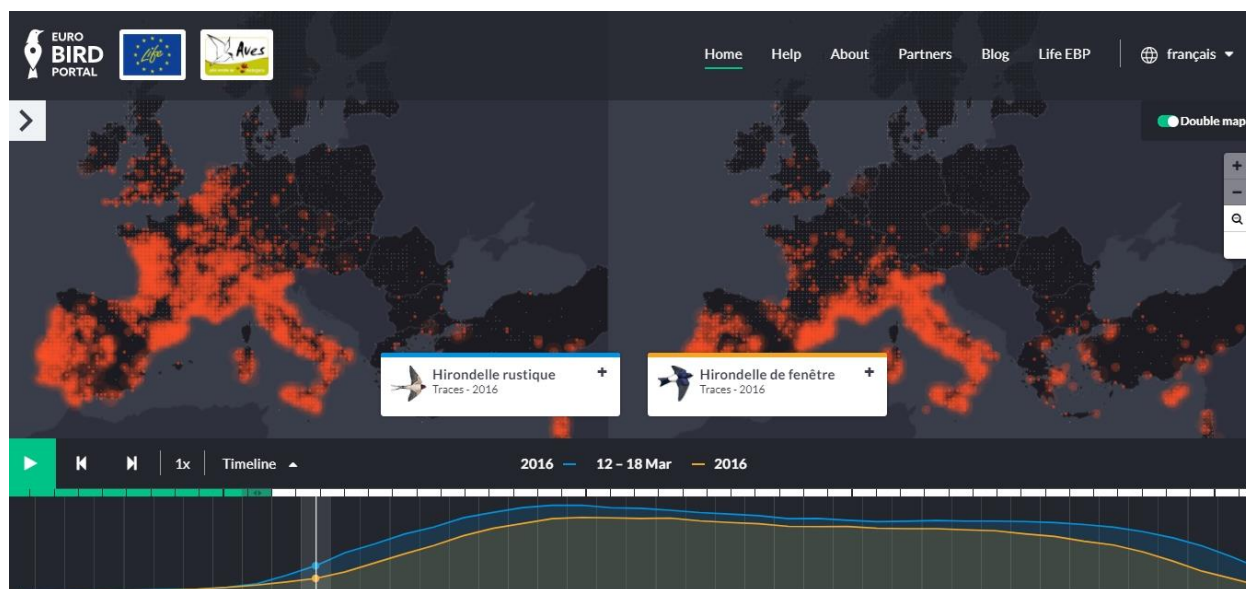 EURO
BIRD
PORTAL
Life
Aves
Home Help About Partners Blog Life EBP français
Double map
Hirondelle rustique
Traces - 2016
Hirondelle de fenêtre
Traces - 2016
1x Timeline 2016 — 12 – 18 Mar — 2016